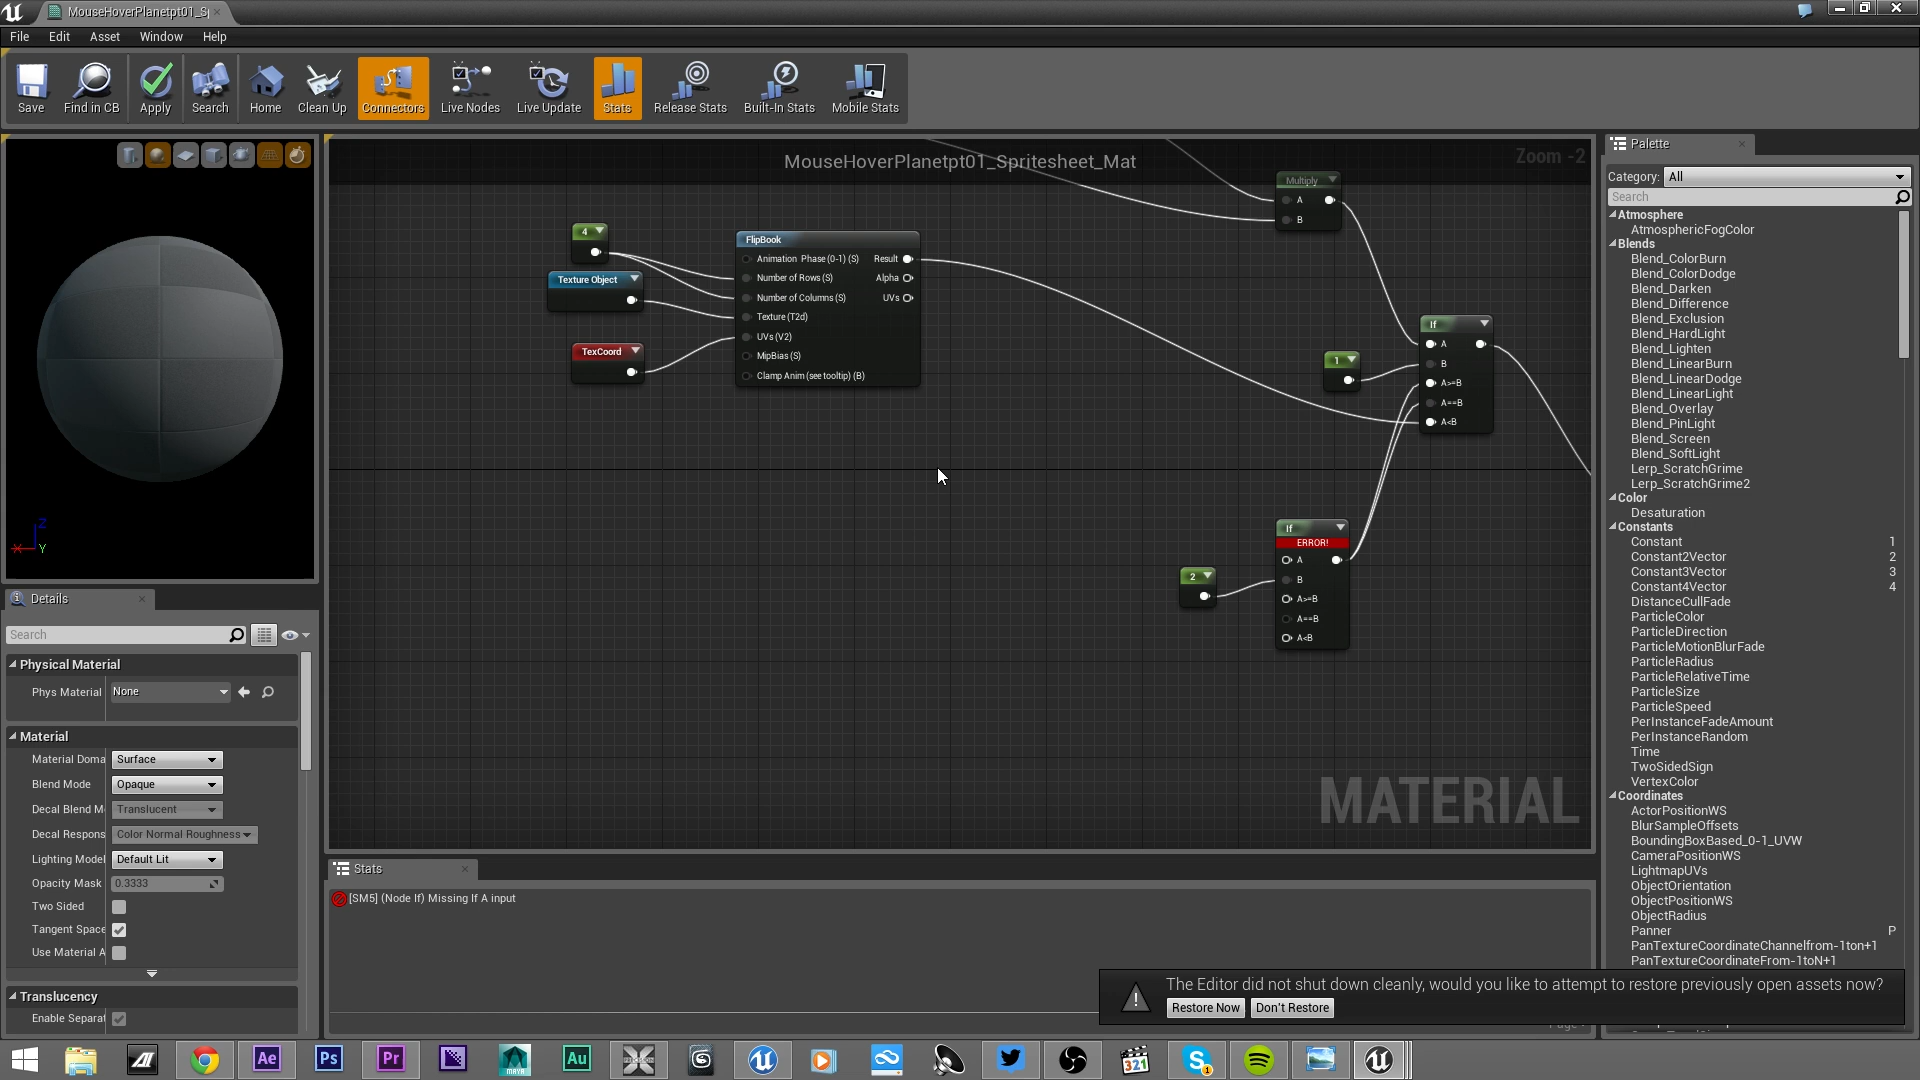 MouseHoverPlanetpt01_S
File Edit Asset Window Help
Save Find in CB Apply Search Home Clean Up Connectors Live Nodes Live Update Stats Release Stats Built-In Stats Mobile Stats
MouseHoverPlanetpt01_Spritesheet_Mat
Zoom -2
Multiply
A
B
4
Texture Object
TexCoord
FlipBook
Animation Phase (0-1) (S) Result
Number of Rows (S) Alpha
Number of Columns (S) UVs
Texture (T2d)
UVs (V2)
MipBias (S)
Clamp Anim (see tooltip) (B)
1
If
A
B
A>=B
A==B
A<B
2
If
ERROR!
A
B
A>=B
A==B
A<B
MATERIAL
Z
X
Y
Details
Search
Physical Material
Phys Material None
Material
Material Doma Surface
Blend Mode Opaque
Decal Blend M Translucent
Decal Respons Color Normal Roughness
Lighting Model Default Lit
Opacity Mask 0.3333
Two Sided
Tangent Space
Use Material A
Translucency
Enable Separat
Stats
[SM5] (Node If) Missing If A input
Palette
Category: All
Search
Atmosphere
AtmosphericFogColor
Blends
Blend_ColorBurn
Blend_ColorDodge
Blend_Darken
Blend_Difference
Blend_Exclusion
Blend_HardLight
Blend_Lighten
Blend_LinearBurn
Blend_LinearDodge
Blend_LinearLight
Blend_Overlay
Blend_PinLight
Blend_Screen
Blend_SoftLight
Lerp_ScratchGrime
Lerp_ScratchGrime2
Color
Desaturation
Constants
Constant 1
Constant2Vector 2
Constant3Vector 3
Constant4Vector 4
DistanceCullFade
ParticleColor
ParticleDirection
ParticleMotionBlurFade
ParticleRadius
ParticleRelativeTime
ParticleSize
ParticleSpeed
PerInstanceFadeAmount
PerInstanceRandom
Time
TwoSidedSign
VertexColor
Coordinates
ActorPositionWS
BlurSampleOffsets
BoundingBoxBased_0-1_UVW
CameraPositionWS
LightmapUVs
ObjectOrientation
ObjectPositionWS
ObjectRadius
Panner P
PanTextureCoordinateChannelfrom-1ton+1
PanTextureCoordinateFrom-1toN+1
The Editor did not shut down cleanly, would you like to attempt to restore previously open assets now?
Restore Now Don't Restore
Ae Ps Pr MAYA Au 321 1